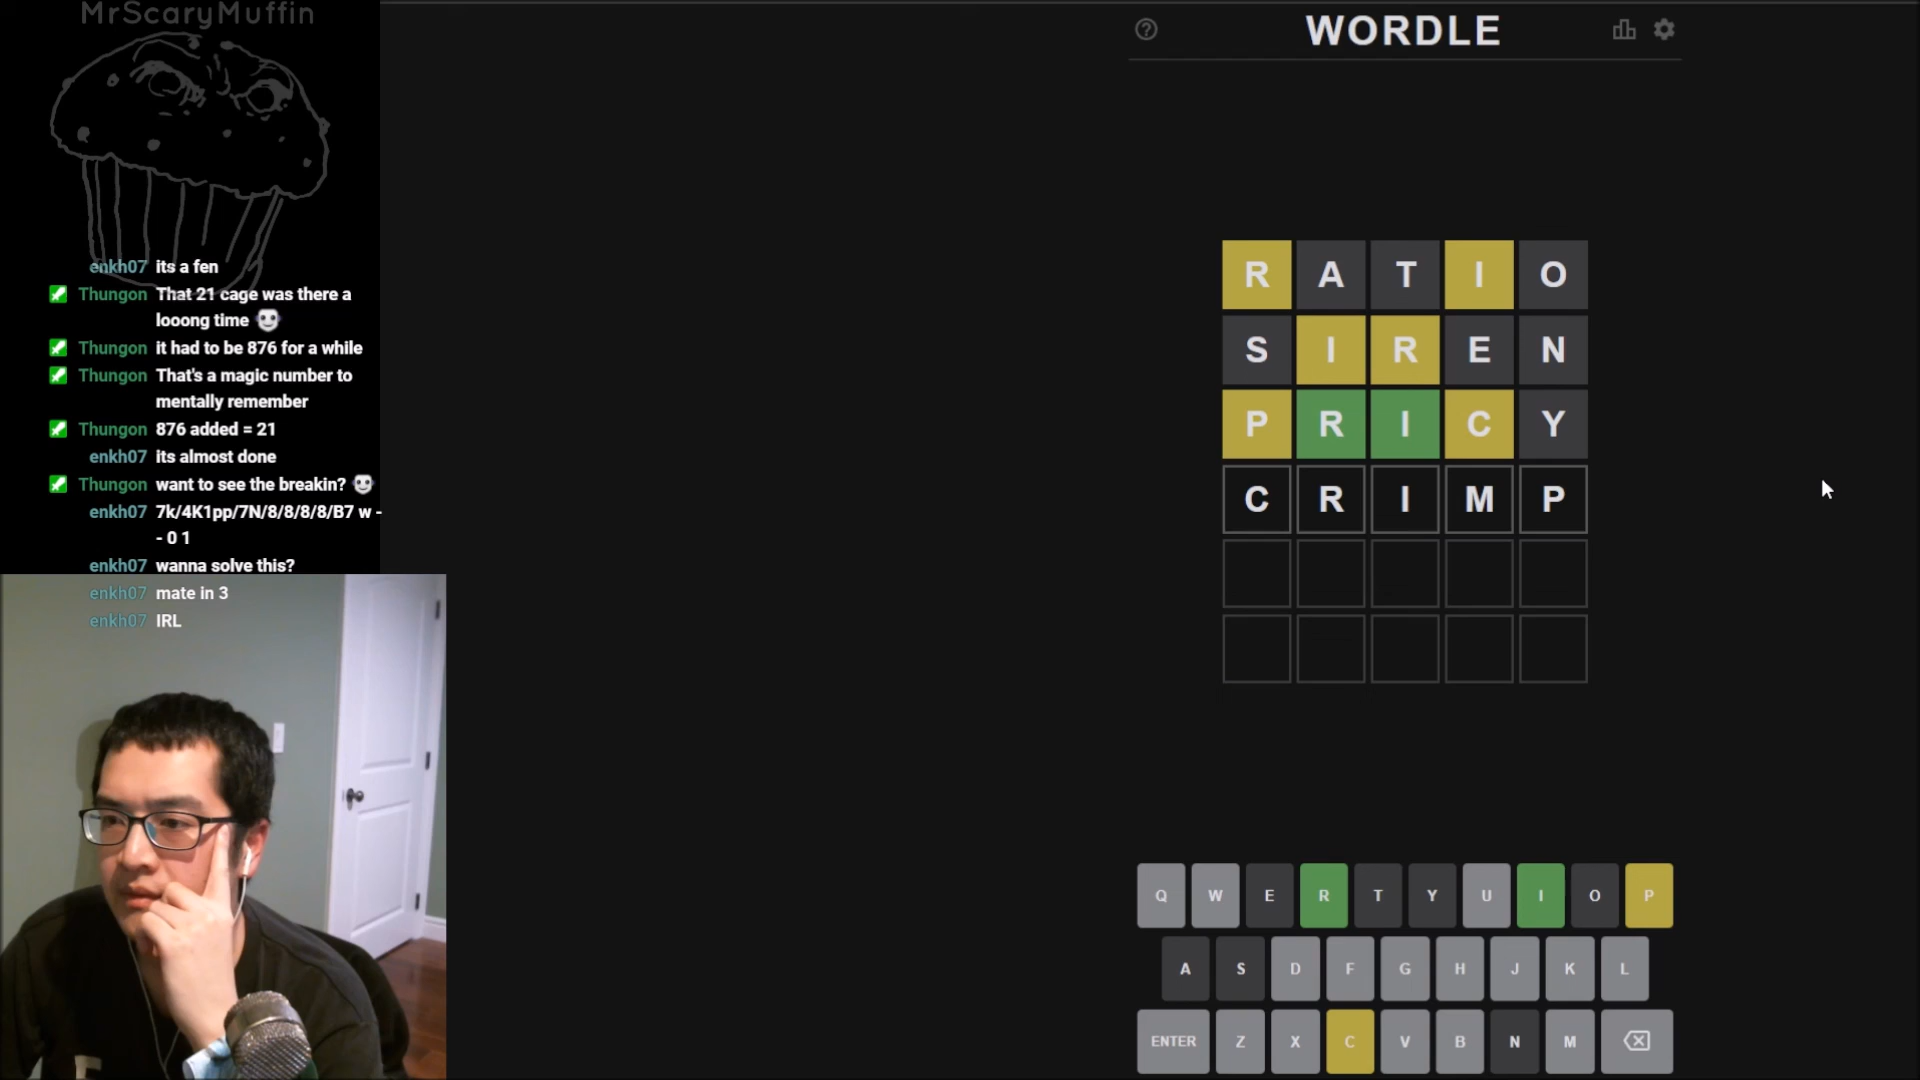 MrScaryMuffin
enkh07 its a fen
Thungon That 21 cage was there a
looong time
Thungon it had to be 876 for a while
Thungon That's a magic number to
mentally remember
Thungon 876 added = 21
enkh07 its almost done
Thungon want to see the breakin?
enkh07 7k/4K1pp/7N/8/8/8/8/B7 w -
- 0 1
enkh07 wanna solve this?
enkh07 mate in 3
enkh07 IRL
WORDLE
R A T I O
S I R E N
P R I C Y
C R I M P
Q W E R T Y U I O P
A S D F G H J K L
ENTER Z X C V B N M